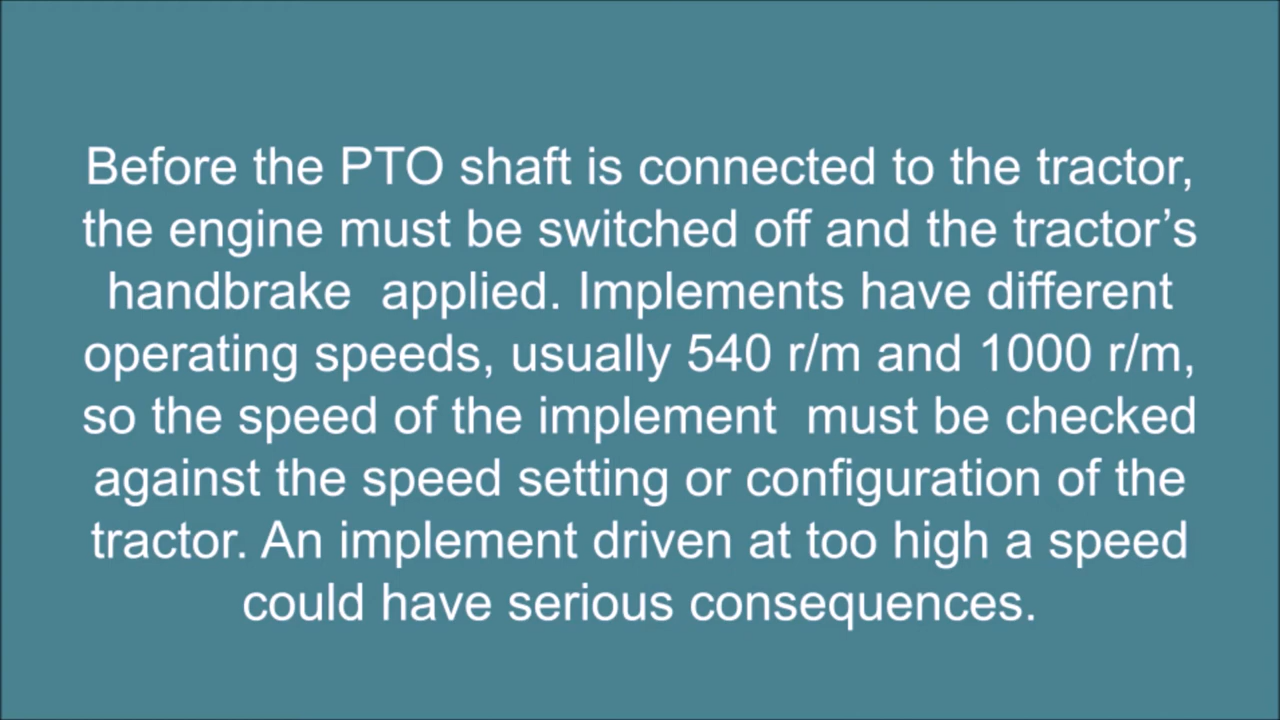 Before the PTO shaft is connected to the tractor,
the engine must be switched off and the tractor’s
handbrake  applied. Implements have different
operating speeds, usually 540 r/m and 1000 r/m,
so the speed of the implement  must be checked
against the speed setting or configuration of the
tractor. An implement driven at too high a speed
could have serious consequences.